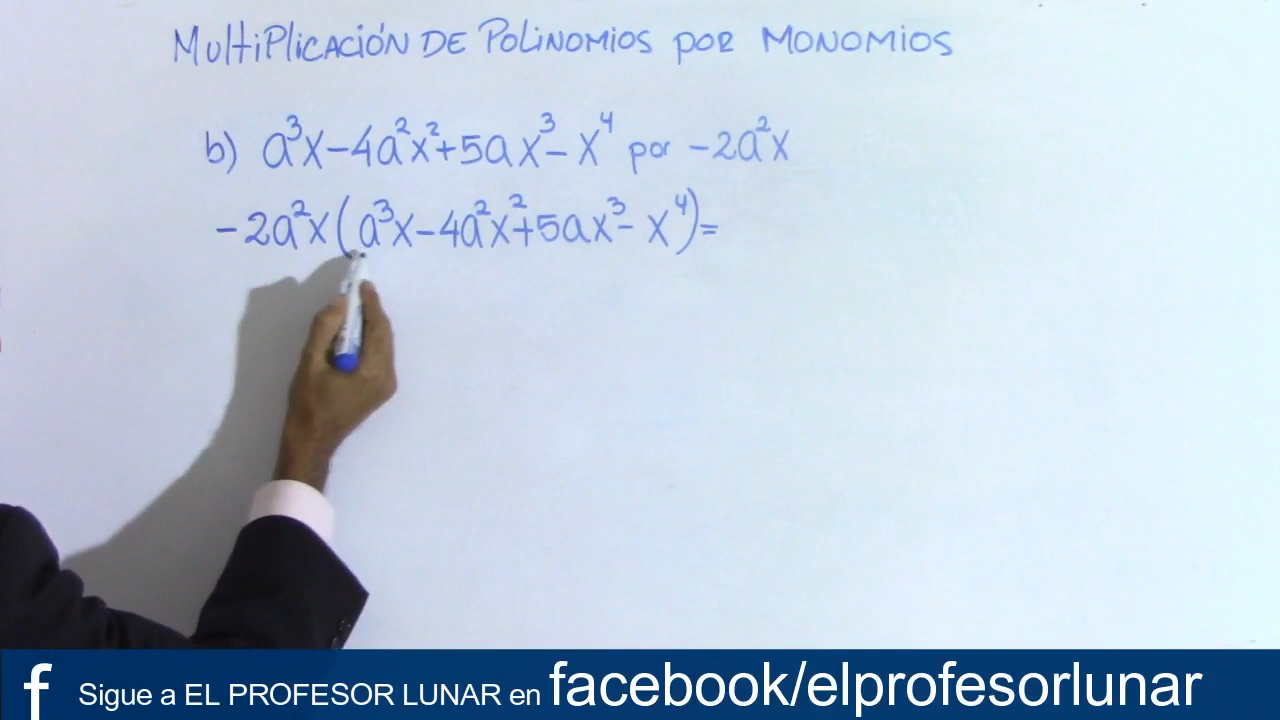 Multiplicación de Polinomios por Monomios
b) a³x-4a²x²+5ax³-x⁴ por -2a²x
-2a²x(a³x-4a²x²+5ax³-x⁴)=
f Sigue a EL PROFESOR LUNAR en facebook/elprofesorlunar